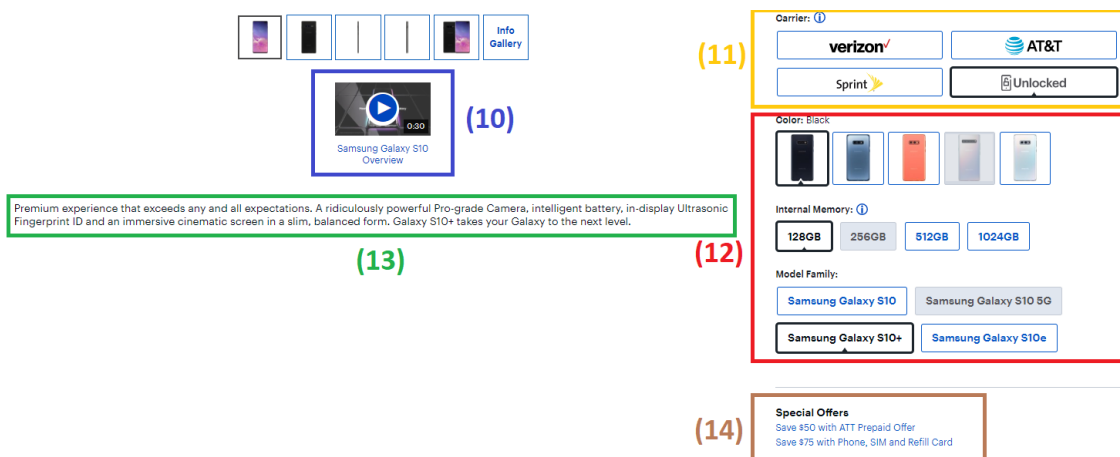 Info
Gallery
0:30
Samsung Galaxy S10
Overview
(10)
Premium experience that exceeds any and all expectations. A ridiculously powerful Pro-grade Camera, intelligent battery, in-display Ultrasonic
Fingerprint ID and an immersive cinematic screen in a slim, balanced form. Galaxy S10+ takes your Galaxy to the next level.
(13)
Carrier:
(11)
verizon✓
AT&T
Sprint
Unlocked
Color: Black
Internal Memory:
(12)
128GB
256GB
512GB
1024GB
Model Family:
Samsung Galaxy S10
Samsung Galaxy S10 5G
Samsung Galaxy S10+
Samsung Galaxy S10e
(14)
Special Offers
Save $50 with ATT Prepaid Offer
Save $75 with Phone, SIM and Refill Card